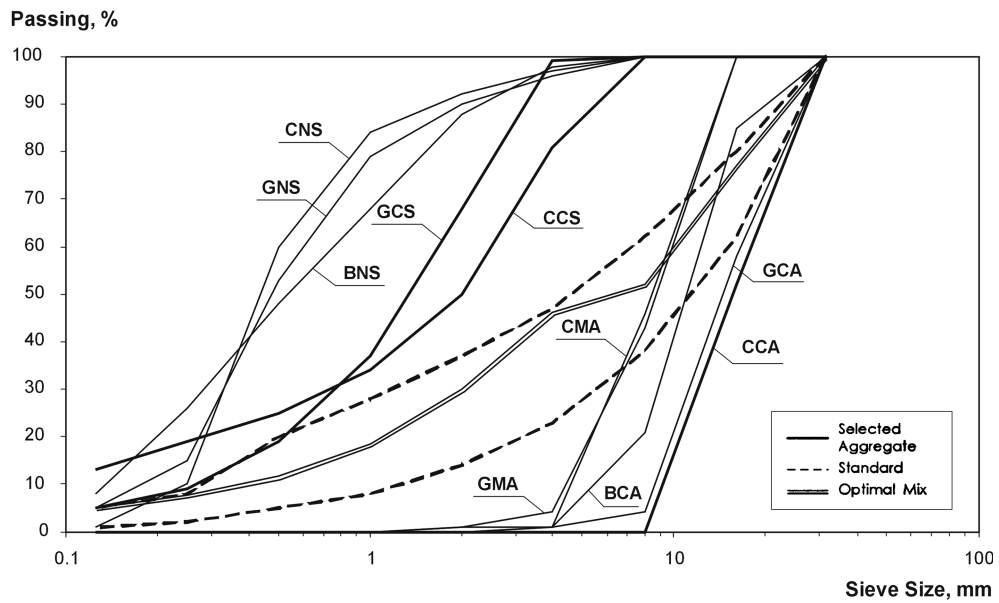 Passing, %
100
90
80
70
60
50
40
30
20
10
0
CNS
GNS
BNS
GCS
CCS
CMA
GCA
CCA
GMA
BCA
Selected
Aggregate
Standard
Optimal Mix
0.1
1
10
100
Sieve Size, mm